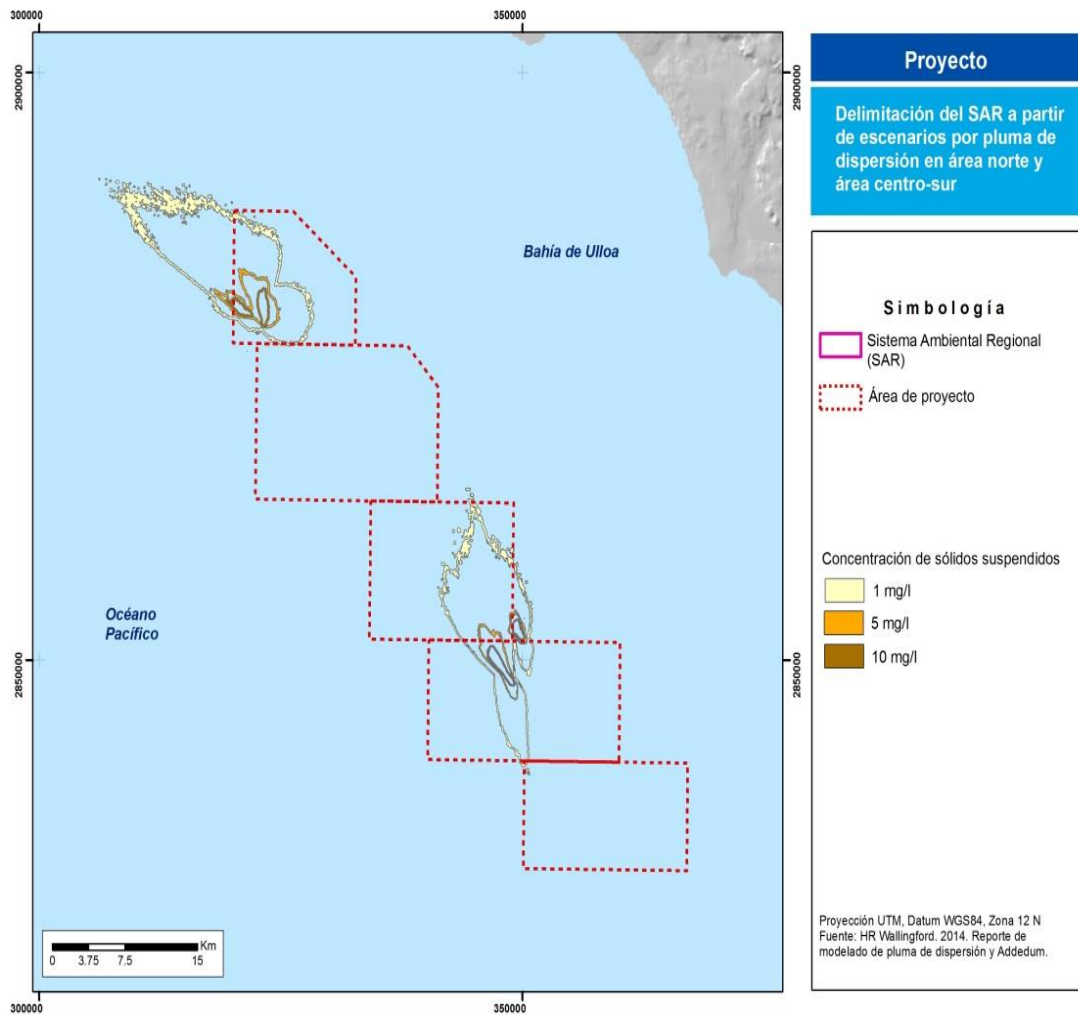 300000
350000
2900000
2900000
Bahía de Ulloa
Océano
Pacífico
2850000
2850000
Km
0 3.75 7.5 15
300000
350000
Proyecto
Delimitación del SAR a partir
de escenarios por pluma de
dispersión en área norte y
área centro-sur
Simbología
Sistema Ambiental Regional
(SAR)
Área de proyecto
Concentración de sólidos suspendidos
1 mg/l
5 mg/l
10 mg/l
Proyección UTM, Datum WGS84, Zona 12 N
Fuente: HR Wallingford. 2014. Reporte de
modelado de pluma de dispersión y Addedum.